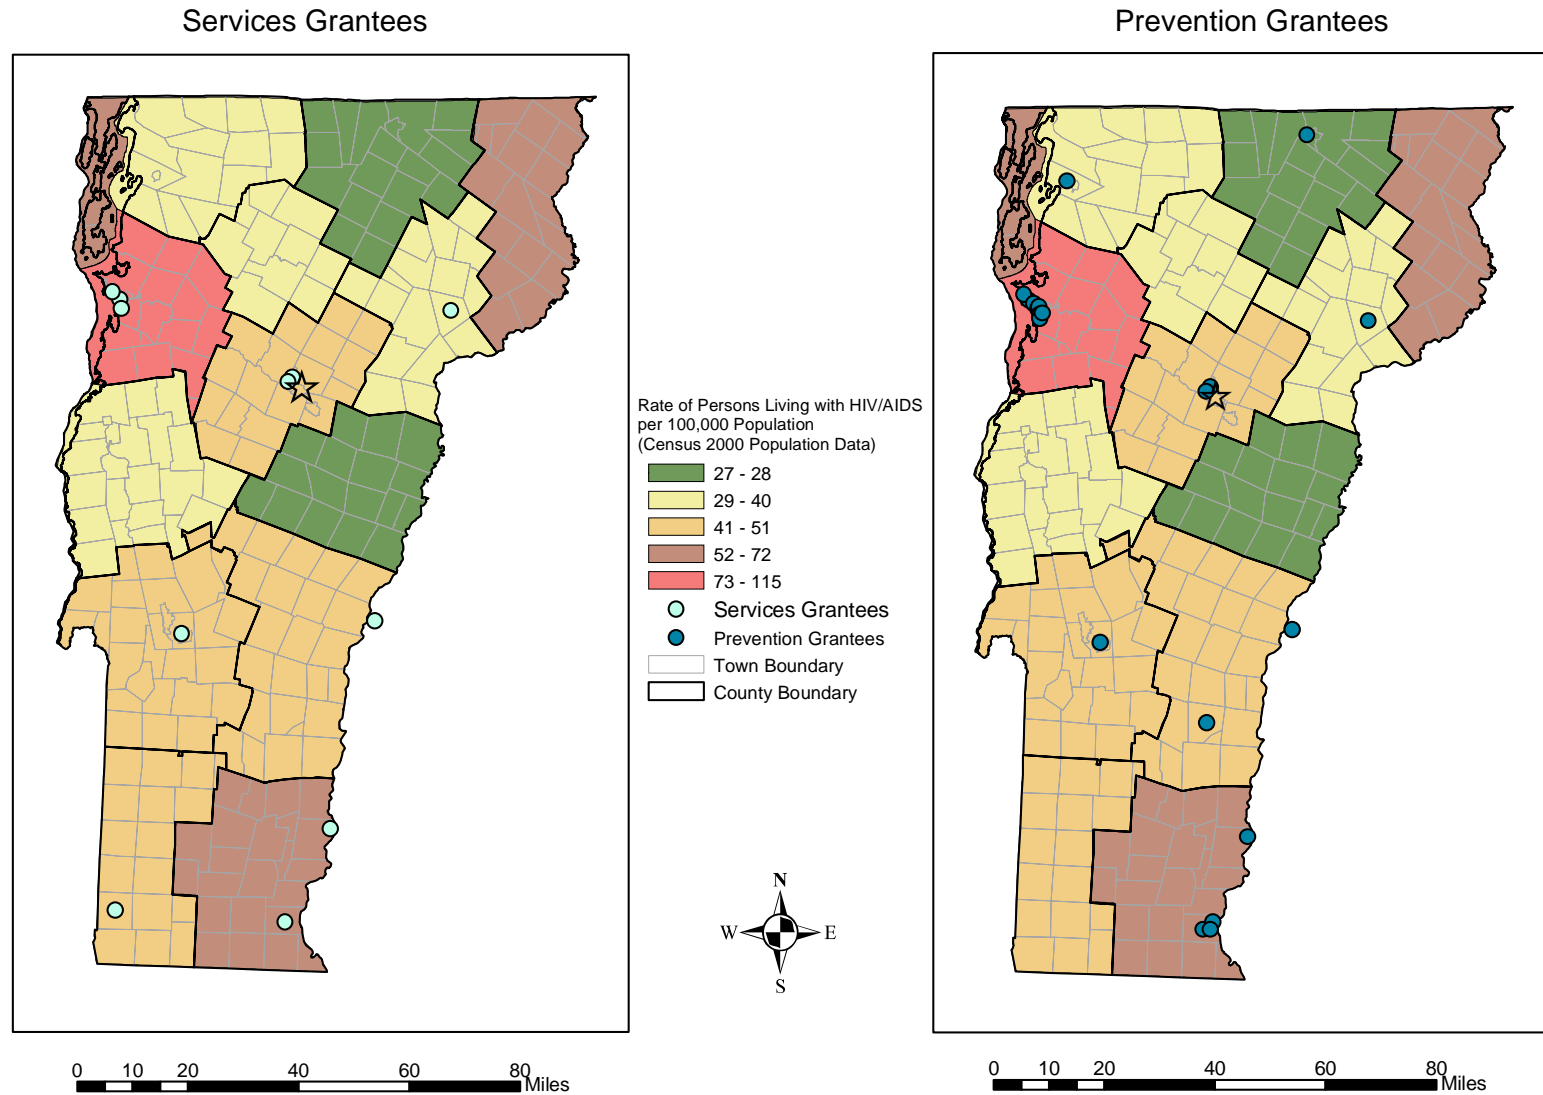 Services Grantees
Prevention Grantees
Rate of Persons Living with HIV/AIDS
per 100,000 Population
(Census 2000 Population Data)
27 - 28
29 - 40
41 - 51
52 - 72
73 - 115
Services Grantees
Prevention Grantees
Town Boundary
County Boundary
N
W E
S
0 10 20 40 60 80
Miles
0 10 20 40 60 80
Miles